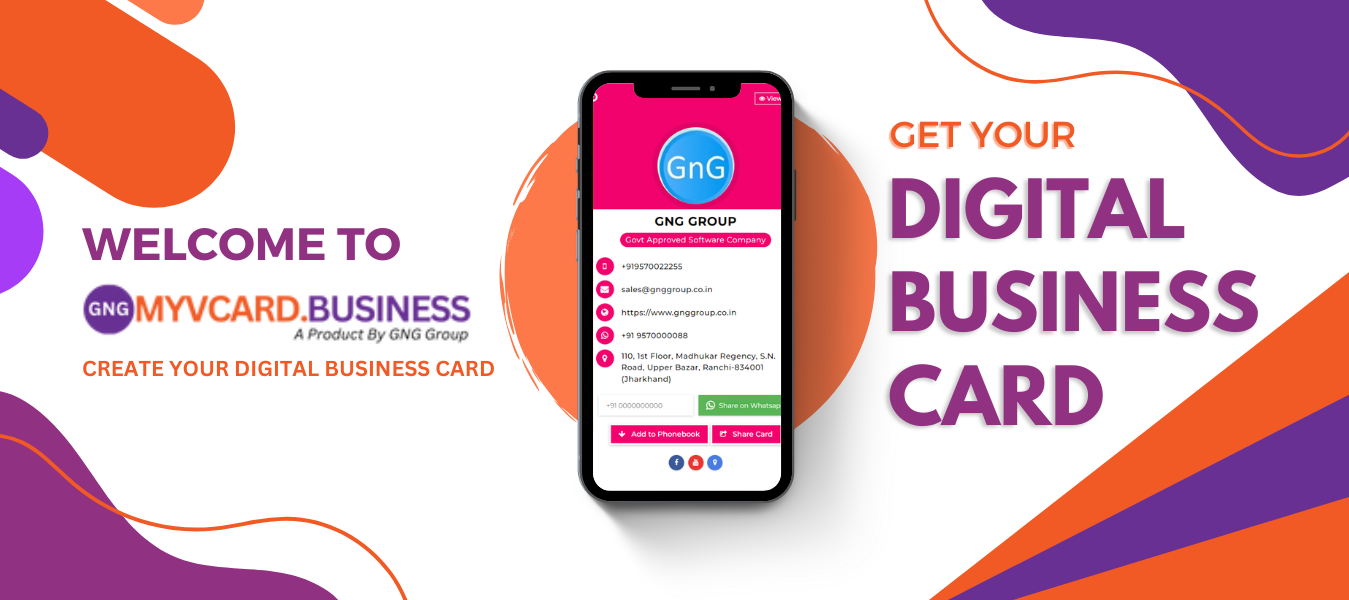 WELCOME TO
GNG MYVCARD.BUSINESS
A Product By GNG Group
CREATE YOUR DIGITAL BUSINESS CARD
View
GnG
GNG GROUP
Govt Approved Software Company
+919570022255
sales@gnggroup.co.in
https://www.gnggroup.co.in
+91 9570000088
110, 1st Floor, Madhukar Regency, S.N.
Road, Upper Bazar, Ranchi-834001
(Jharkhand)
+91 0000000000
Share on Whatsap
Add to Phonebook
Share Card
GET YOUR
DIGITAL
BUSINESS
CARD